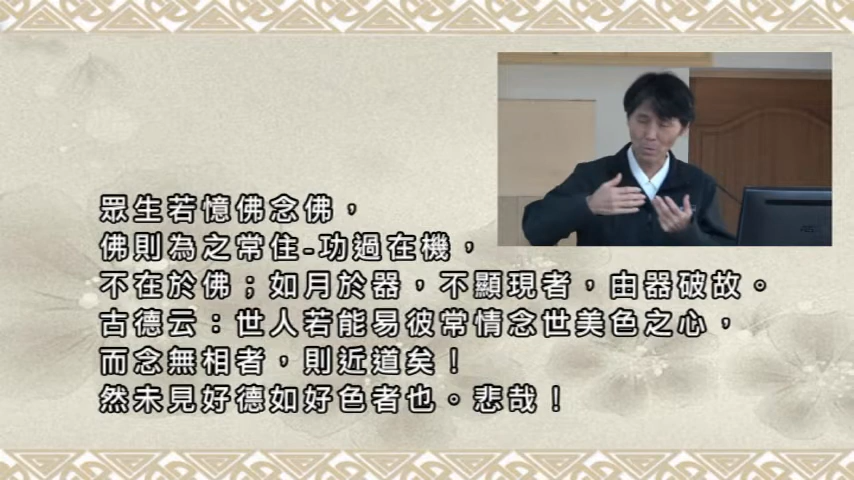 眾生若憶佛念佛，
佛則為之常住-功過在機，
不在於佛；如月於器，不顯現者，由器破故。
古德云：世人若能易彼常情念世美色之心，
而念無相者，則近道矣！
然未見好德如好色者也。悲哉！